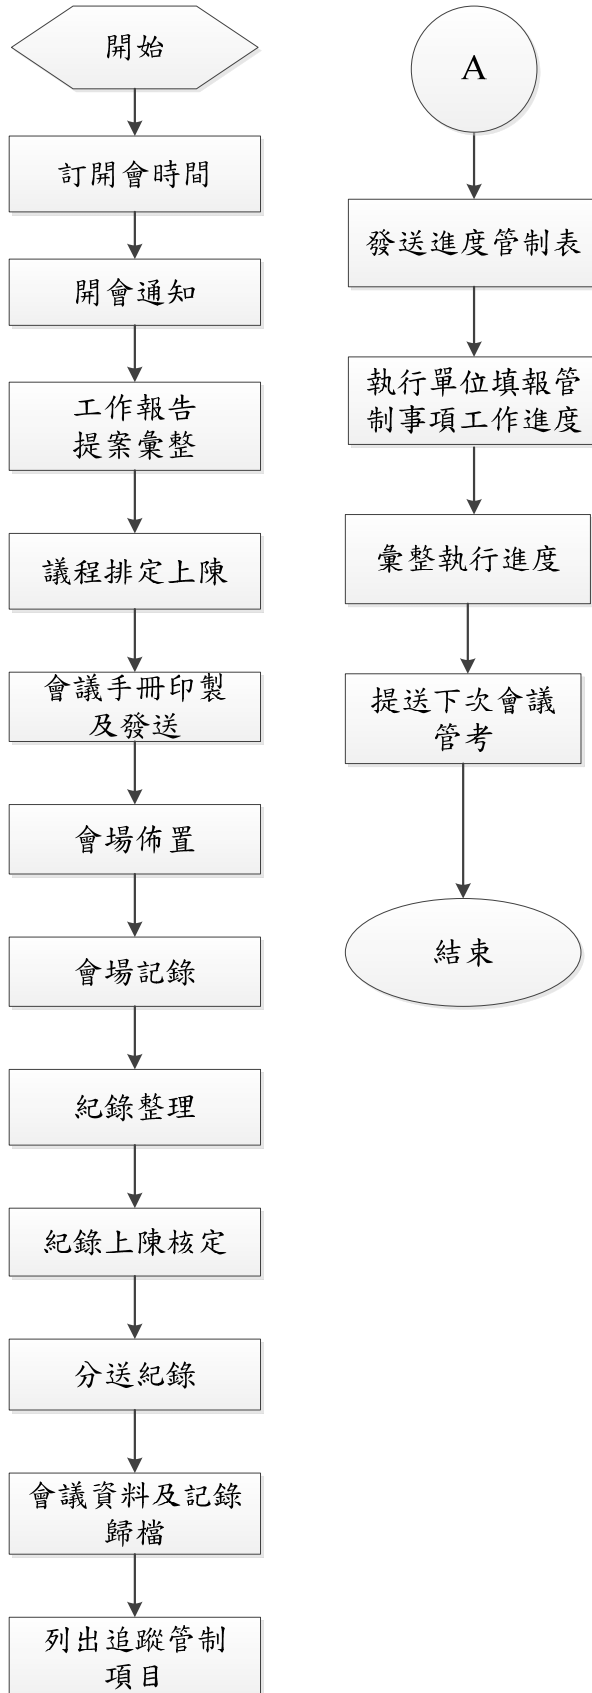 開始
訂開會時間
開會通知
工作報告
提案彙整
議程排定上陳
會議手冊印製
及發送
會場佈置
會場記錄
紀錄整理
紀錄上陳核定
分送紀錄
會議資料及記錄
歸檔
列出追蹤管制
項目
A
發送進度管制表
執行單位填報管
制事項工作進度
彙整執行進度
提送下次會議
管考
結束